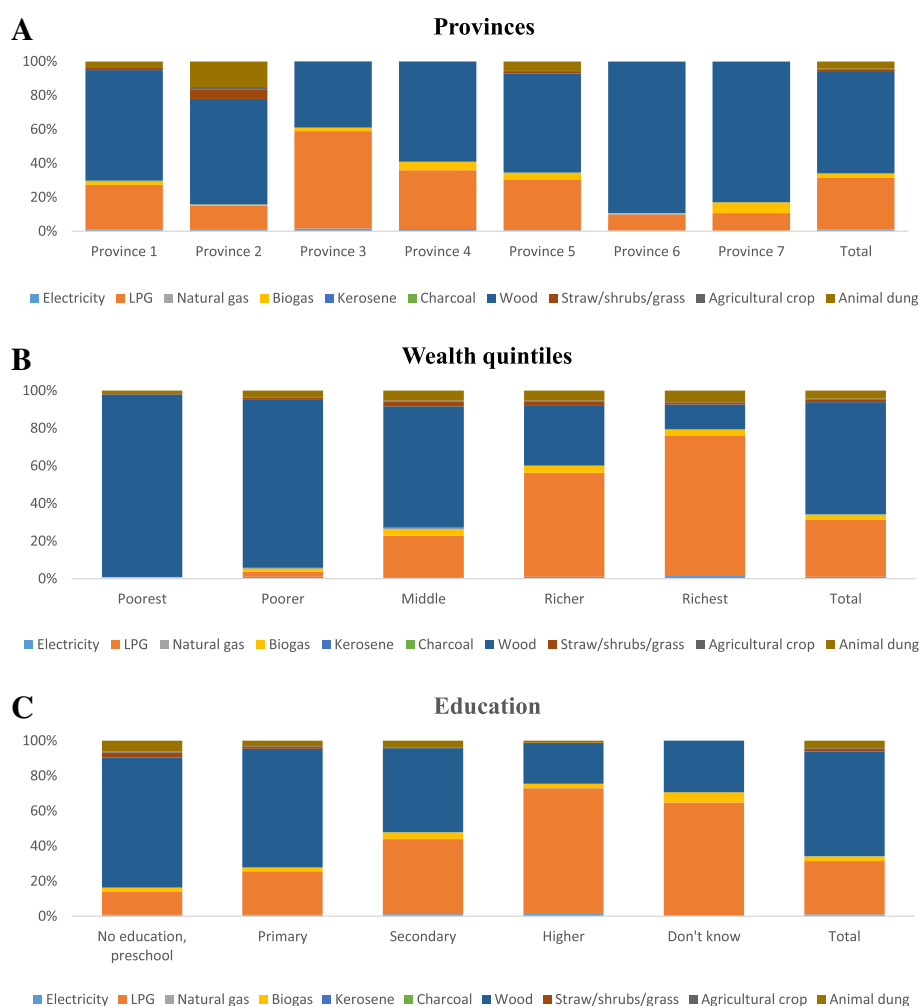 A
Provinces
100%
80%
60%
40%
20%
0%
Province 1 Province 2 Province 3 Province 4 Province 5 Province 6 Province 7 Total
Electricity LPG Natural gas Biogas Kerosene Charcoal Wood Straw/shrubs/grass Agricultural crop Animal dung
B
Wealth quintiles
100%
80%
60%
40%
20%
0%
Poorest Poorer Middle Richer Richest Total
Electricity LPG Natural gas Biogas Kerosene Charcoal Wood Straw/shrubs/grass Agricultural crop Animal dung
C
Education
100%
80%
60%
40%
20%
0%
No education, Primary Secondary Higher Don't know Total
preschool
Electricity LPG Natural gas Biogas Kerosene Charcoal Wood Straw/shrubs/grass Agricultural crop Animal dung